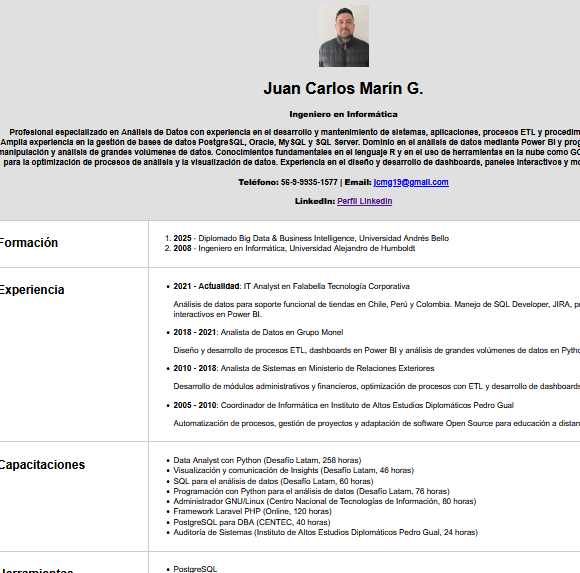 Juan Carlos Marín G.
Ingeniero en Informática
Profesional especializado en Análisis de Datos con experiencia en el desarrollo y mantenimiento de sistemas, aplicaciones, procesos ETL y
Amplia experiencia en la gestión de bases de datos PostgreSQL, Oracle, MySQL y SQL Server. Dominio en el análisis de datos mediante Power BI y
manipulación y análisis de grandes volúmenes de datos. Conocimientos fundamentales en el lenguaje R y en el uso de herramientas en la nube como
para la optimización de procesos de análisis y la visualización de datos. Experiencia en el diseño y desarrollo de dashboards, paneles interactivos y
Teléfono: 56-9-9935-1577 | Email: jcmg19@gmail.com
LinkedIn: Perfil Linkedin
Formación
1. 2025 - Diplomado Big Data & Business Intelligence, Universidad Andrés Bello
2. 2008 - Ingeniero en Informática, Universidad Alejandro de Humboldt
Experiencia
• 2021 - Actualidad: IT Analyst en Falabella Tecnología Corporativa
Análisis de datos para soporte funcional de tiendas en Chile, Perú y Colombia. Manejo de SQL Developer, JIRA,
interactivos en Power BI.
• 2018 - 2021: Analista de Datos en Grupo Monel
Diseño y desarrollo de procesos ETL, dashboards en Power BI y análisis de grandes volúmenes de datos en
• 2010 - 2018: Analista de Sistemas en Ministerio de Relaciones Exteriores
Desarrollo de módulos administrativos y financieros, optimización de procesos con ETL y desarrollo de dashboards
• 2005 - 2010: Coordinador de Informática en Instituto de Altos Estudios Diplomáticos Pedro Gual
Automatización de procesos, gestión de proyectos y adaptación de software Open Source para educación a
Capacitaciones
• Data Analyst con Python (Desafío Latam, 258 horas)
• Visualización y comunicación de Insights (Desafío Latam, 46 horas)
• SQL para el análisis de datos (Desafío Latam, 60 horas)
• Programación con Python para el análisis de datos (Desafío Latam, 76 horas)
• Administrador GNU/Linux (Centro Nacional de Tecnologías de Información, 80 horas)
• Framework Laravel PHP (Online, 120 horas)
• PostgreSQL para DBA (CENTEC, 40 horas)
• Auditoría de Sistemas (Instituto de Altos Estudios Diplomáticos Pedro Gual, 24 horas)
Herramientas
• PostgreSQL